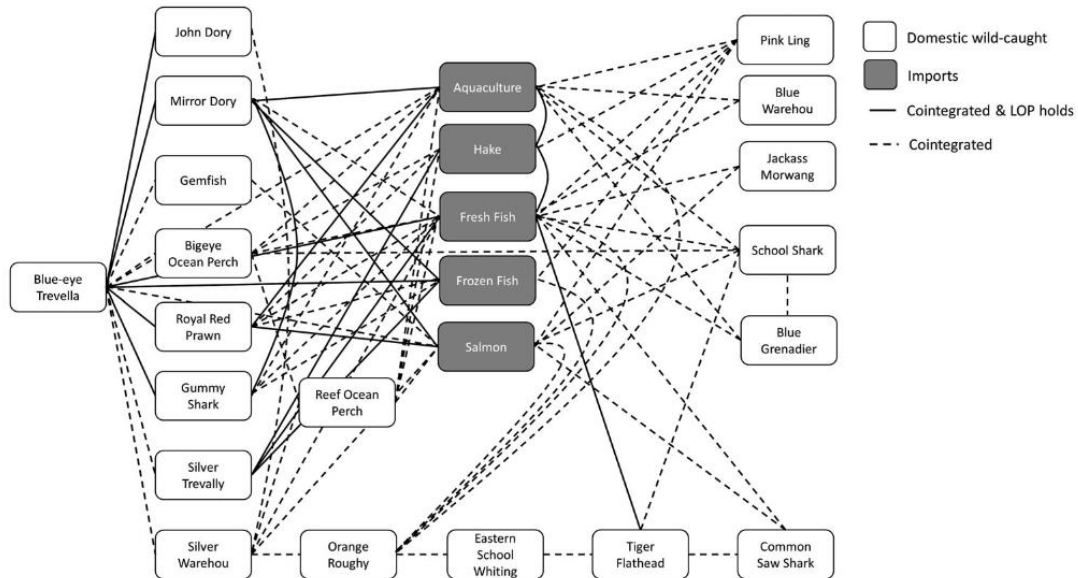 John Dory
Mirror Dory
Gemfish
Bigeye
Ocean Perch
Blue-eye
Trevella
Royal Red
Prawn
Gummy
Shark
Silver
Trevally
Silver
Warehou
Reef Ocean
Perch
Orange
Roughy
Eastern
School
Whiting
Tiger
Flathead
Common
Saw Shark
Aquaculture
Hake
Fresh Fish
Frozen Fish
Salmon
Pink Ling
Blue
Warehou
Jackass
Morwang
School Shark
Blue
Grenadier
Domestic wild-caught
Imports
Cointegrated & LOP holds
Cointegrated